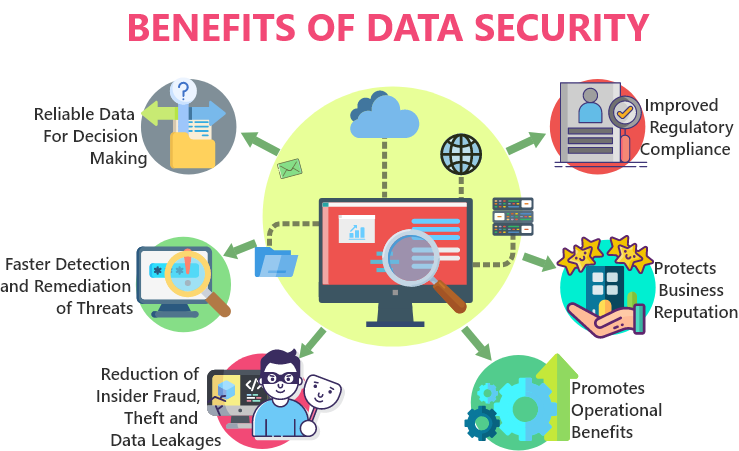 BENEFITS OF DATA SECURITY
Reliable Data
For Decision
Making
Improved
Regulatory
Compliance
Faster Detection
and Remediation
of Threats
Protects
Business
Reputation
Reduction of
Insider Fraud,
Theft and
Data Leakages
Promotes
Operational
Benefits